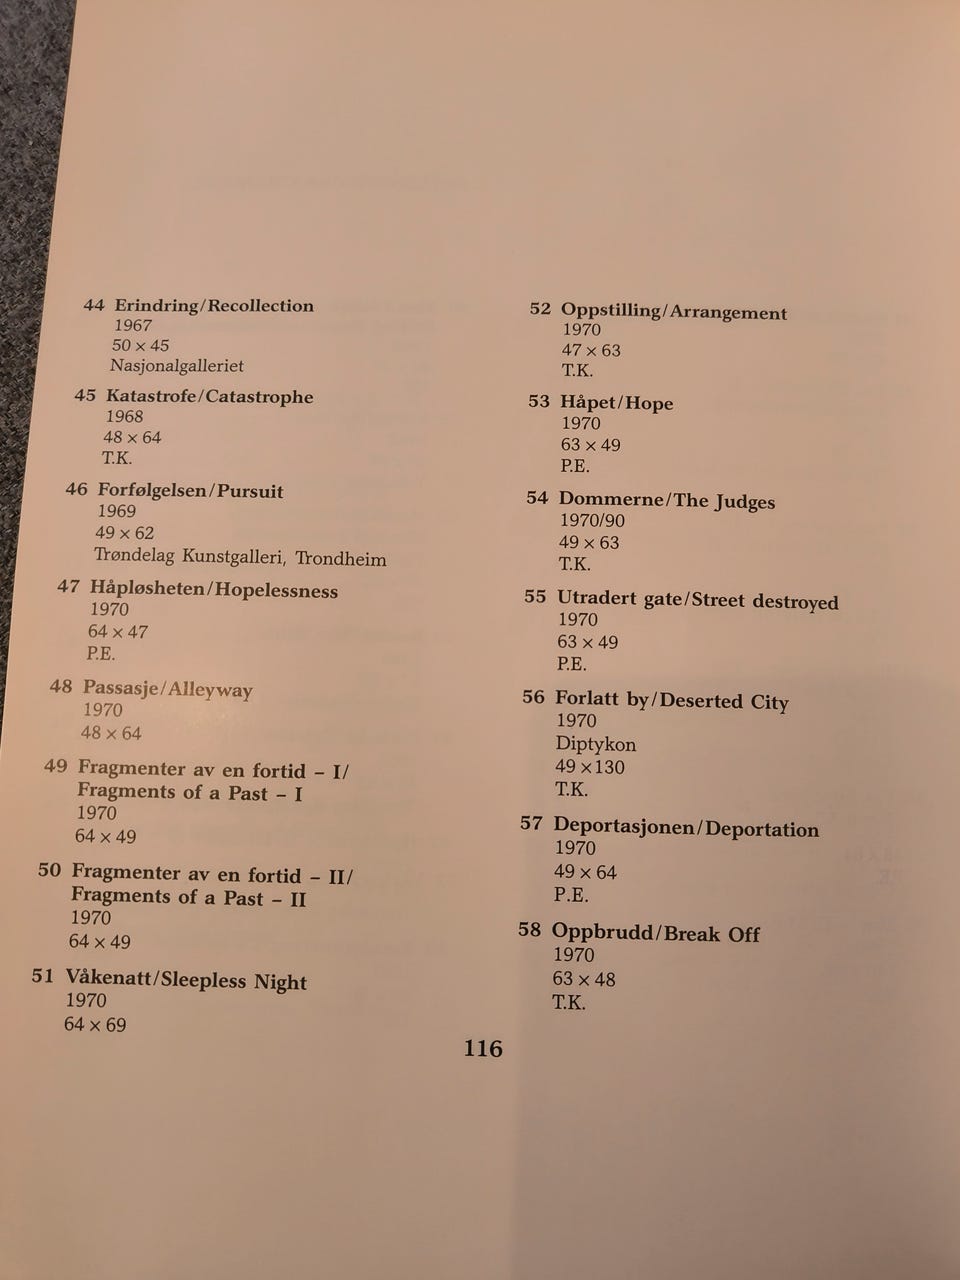 44 Erindring/Recollection
1967
50 × 45
Nasjonalgalleriet
45 Katastrofe/Catastrophe
1968
48 × 64
T.K.
46 Forfølgelsen/Pursuit
1969
49 × 62
Trøndelag Kunstgalleri, Trondheim
47 Håpløsheten/Hopelessness
1970
64 × 47
P.E.
48 Passasje/Alleyway
1970
48 × 64
49 Fragmenter av en fortid – I/
Fragments of a Past – I
1970
64 × 49
50 Fragmenter av en fortid – II/
Fragments of a Past – II
1970
64 × 49
51 Våkenatt/Sleepless Night
1970
64 × 69
52 Oppstilling/Arrangement
1970
47 × 63
T.K.
53 Håpet/Hope
1970
63 × 49
P.E.
54 Dommerne/The Judges
1970/90
49 × 63
T.K.
55 Utradert gate/Street destroyed
1970
63 × 49
P.E.
56 Forlatt by/Deserted City
1970
Diptykon
49 × 130
T.K.
57 Deportasjonen/Deportation
1970
49 × 64
P.E.
58 Oppbrudd/Break Off
1970
63 × 48
T.K.
116